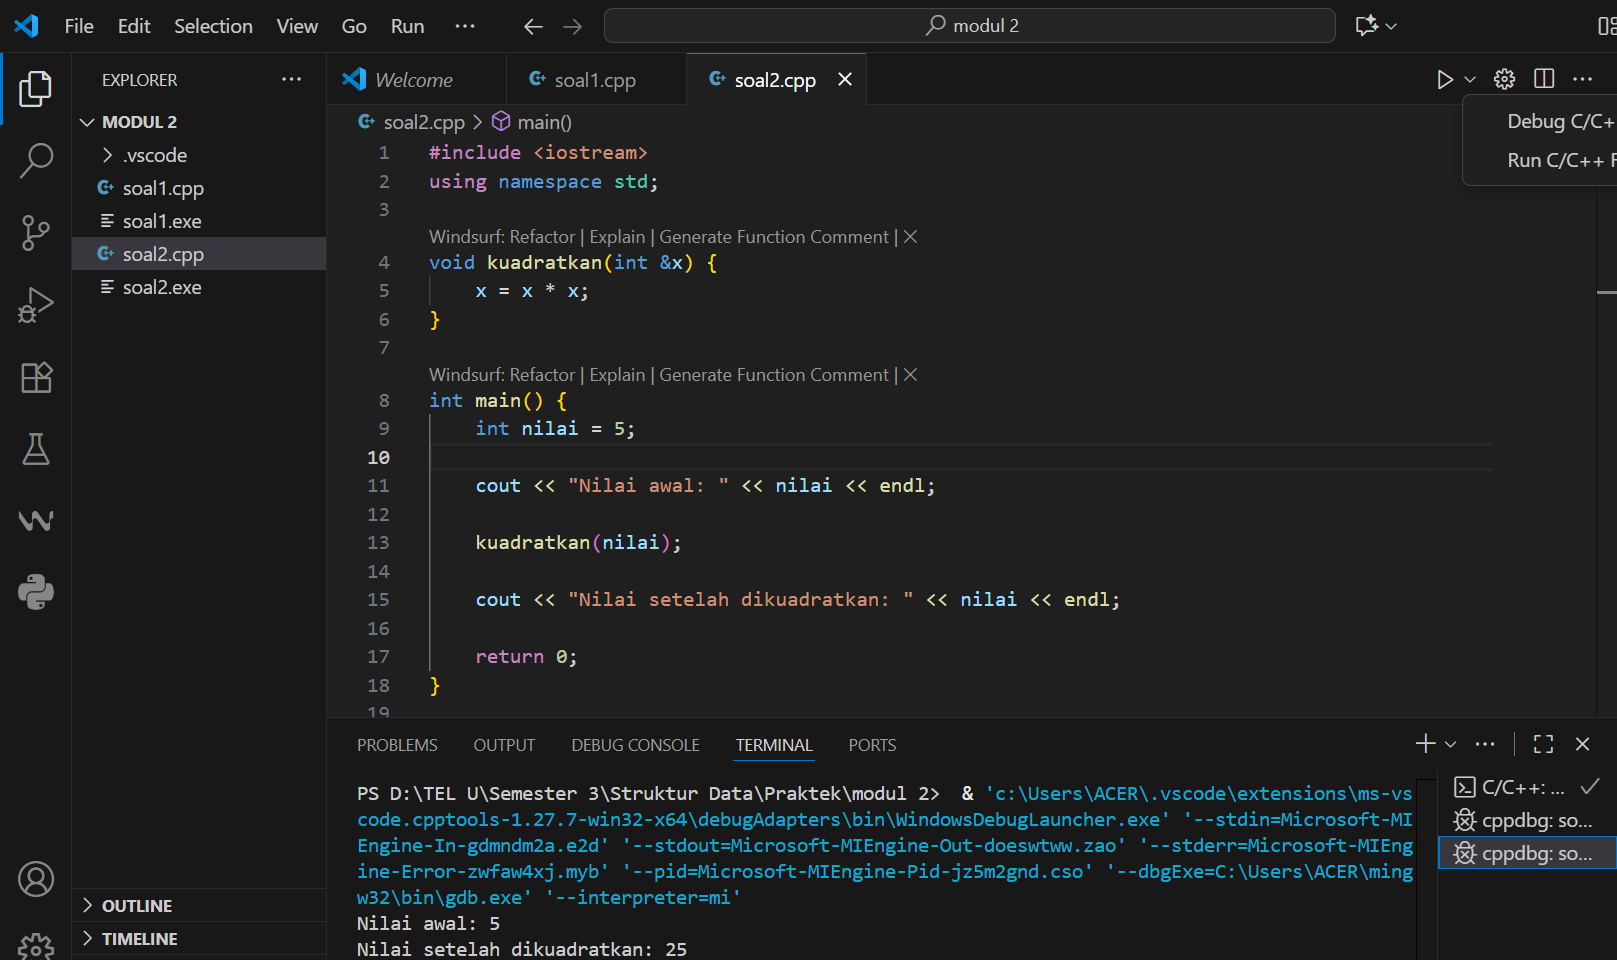 File Edit Selection View Go Run ··· modul 2
EXPLORER ···
MODUL 2
.vscode
soal1.cpp
soal1.exe
soal2.cpp
soal2.exe
OUTLINE
TIMELINE
Welcome soal1.cpp soal2.cpp
Debug C/C+
Run C/C++ F
soal2.cpp > main()
1 #include <iostream>
2 using namespace std;
3
Windsurf: Refactor | Explain | Generate Function Comment | ×
4 void kuadratkan(int &x) {
5 x = x * x;
6 }
7
Windsurf: Refactor | Explain | Generate Function Comment | ×
8 int main() {
9 int nilai = 5;
10
11 cout << "Nilai awal: " << nilai << endl;
12
13 kuadratkan(nilai);
14
15 cout << "Nilai setelah dikuadratkan: " << nilai << endl;
16
17 return 0;
18 }
19
PROBLEMS OUTPUT DEBUG CONSOLE TERMINAL PORTS
PS D:\TEL U\Semester 3\Struktur Data\Praktek\modul 2> & 'c:\Users\ACER\.vscode\extensions\ms-vs
code.cpptools-1.27.7-win32-x64\debugAdapters\bin\WindowsDebugLauncher.exe' '--stdin=Microsoft-MI
Engine-In-gdmndm2a.e2d' '--stdout=Microsoft-MIEngine-Out-doeswtww.zao' '--stderr=Microsoft-MIEng
ine-Error-zwfaw4xj.myb' '--pid=Microsoft-MIEngine-Pid-jz5m2gnd.cso' '--dbgExe=C:\Users\ACER\ming
w32\bin\gdb.exe' '--interpreter=mi'
Nilai awal: 5
Nilai setelah dikuadratkan: 25
C/C++: ...
cppdbg: so...
cppdbg: so...